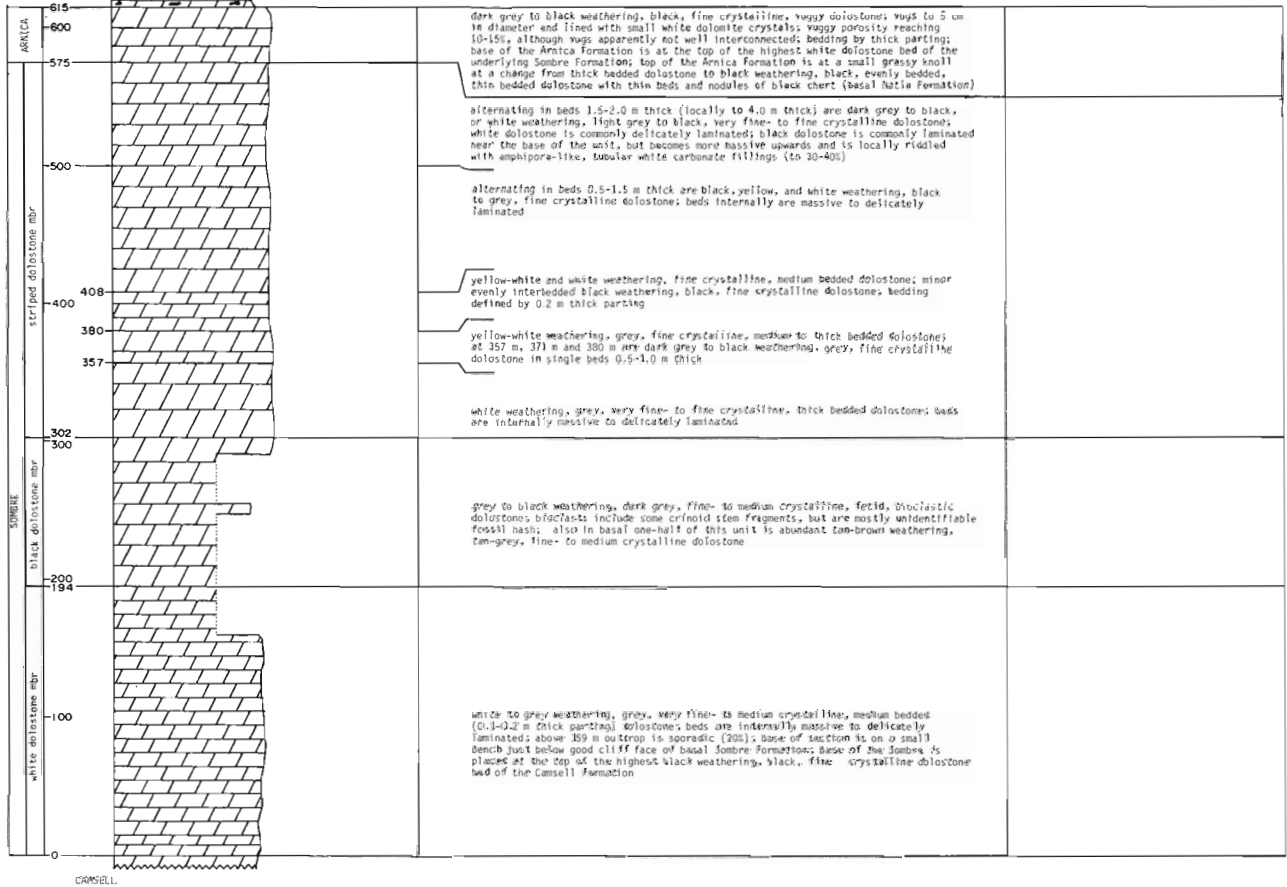 615
600
ARNICA
575
500
striped dolostone mbr
408
400
380
357
302
300
SOMBRE
black dolostone mbr
200
194
white dolostone mbr
100
0
CAMSELL
dark grey to black weathering, black, fine crystalline, vuggy dolostone; vugs to 5 cm
in diameter and lined with small white dolomite crystals; vuggy porosity reaching
10-15%, although vugs apparently not well interconnected; bedding by thick parting;
base of the Arnica Formation is at the top of the highest white dolostone bed of the
underlying Sombre Formation; top of the Arnica Formation is at a small grassy knoll
at a change from thick bedded dolostone to black weathering, black, evenly bedded,
thin bedded dolostone with thin beds and nodules of black chert (basal Natla Formation)
alternating in beds 1.5-2.0 m thick (locally to 4.0 m thick) are dark grey to black,
or white weathering, light grey to black, very fine- to fine crystalline dolostone;
white dolostone is commonly delicately laminated; black dolostone is commonly laminated
near the base of the unit, but becomes more massive upwards and is locally riddled
with amphipora-like, tubular white carbonate fillings (to 30-40%)
alternating in beds 0.5-1.5 m thick are black, yellow, and white weathering, black
to grey, fine crystalline dolostone; beds internally are massive to delicately
laminated
yellow-white and white weathering, fine crystalline, medium bedded dolostone; minor
evenly interbedded black weathering, black, fine crystalline dolostone; bedding
defined by 0.2 m thick parting
yellow-white weathering, grey, fine crystalline, medium to thick bedded dolostone;
at 357 m, 371 m and 380 m are dark grey to black weathering, grey, fine crystalline
dolostone in single beds 0.5-1.0 m thick
white weathering, grey, very fine- to fine crystalline, thick bedded dolostone; beds
are internally massive to delicately laminated
grey to black weathering, dark grey, fine- to medium crystalline, fetid, bioclastic
dolostone; bioclasts include some crinoid stem fragments, but are mostly unidentifiable
fossil hash; also in basal one-half of this unit is abundant tan-brown weathering,
tan-grey, fine- to medium crystalline dolostone
white to grey weathering, grey, very fine- to medium crystalline, medium bedded
(0.1-0.2 m thick parting) dolostone; beds are internally massive to delicately
laminated; above 159 m outcrop is sporadic (20%); base of section is on a small
bench just below good cliff face of basal Sombre Formation; base of the Sombre is
placed at the top of the highest black weathering, black, fine crystalline dolostone
bed of the Camsell Formation